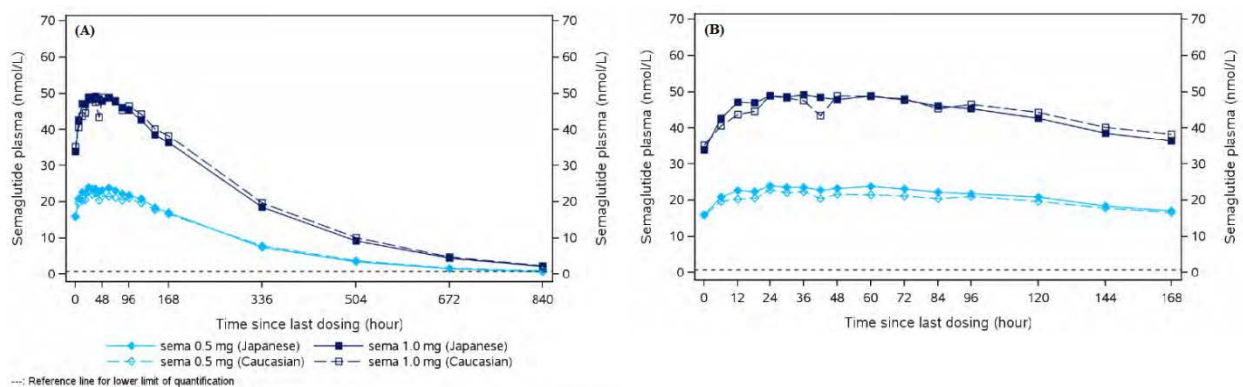 (A)
70
60
50
40
30
20
10
0
Semaglutide plasma (nmol/L)
70
60
50
40
30
20
10
0
Semaglutide plasma (nmol/L)
0 48 96 168 336 504 672 840
Time since last dosing (hour)
(B)
70
60
50
40
30
20
10
0
Semaglutide plasma (nmol/L)
70
60
50
40
30
20
10
0
Semaglutide plasma (nmol/L)
0 12 24 36 48 60 72 84 96 120 144 168
Time since last dosing (hour)
sema 0.5 mg (Japanese) sema 1.0 mg (Japanese)
sema 0.5 mg (Caucasian) sema 1.0 mg (Caucasian)
---: Reference line for lower limit of quantification